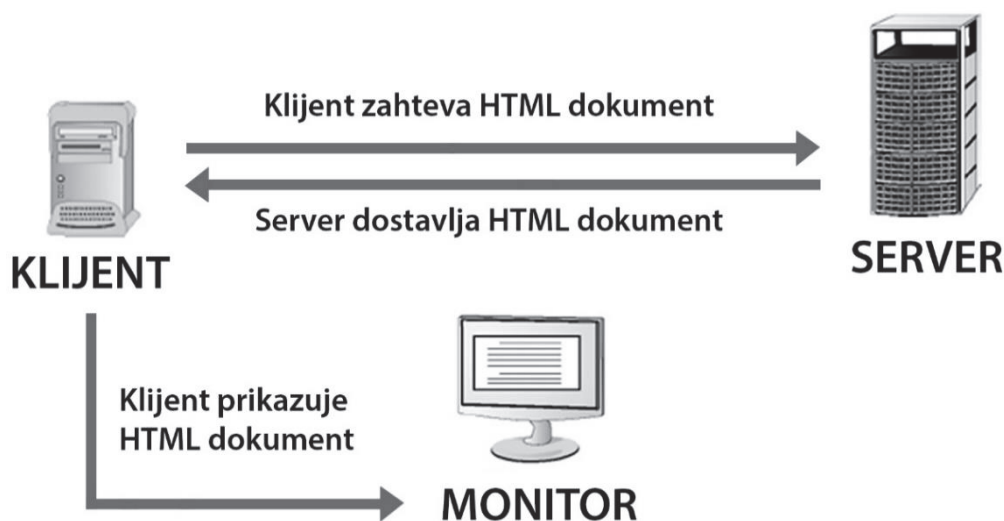 Klijent zahteva HTML dokument
Server dostavlja HTML dokument
KLIJENT
SERVER
Klijent prikazuje
HTML dokument
MONITOR